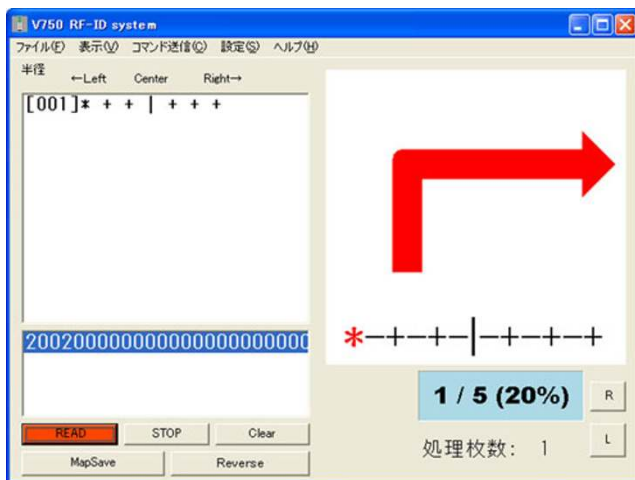 V750 RF-ID system
ファイル(F) 表示(V) コマンド送信(C) 設定(S) ヘルプ(H)
半径 ←Left Center Right→
[001]* + + | + + +
*-+-+-|-+-+-+
1 / 5 (20%)
R
READ STOP Clear
処理枚数: 1
L
MapSave Reverse